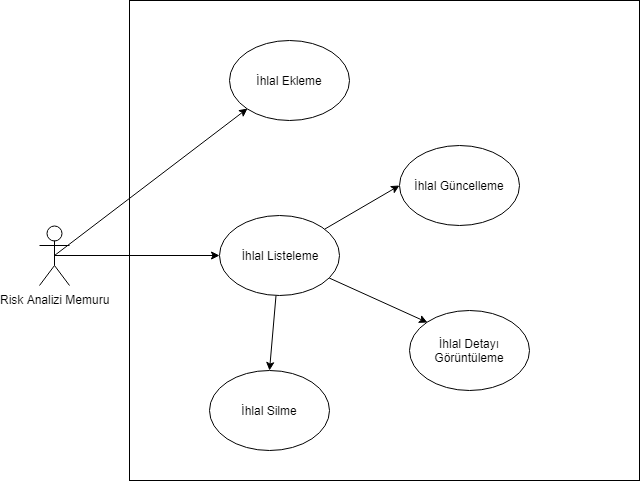 İhlal Ekleme
İhlal Güncelleme
İhlal Listeleme
Risk Analizi Memuru
İhlal Detayı
Görüntüleme
İhlal Silme